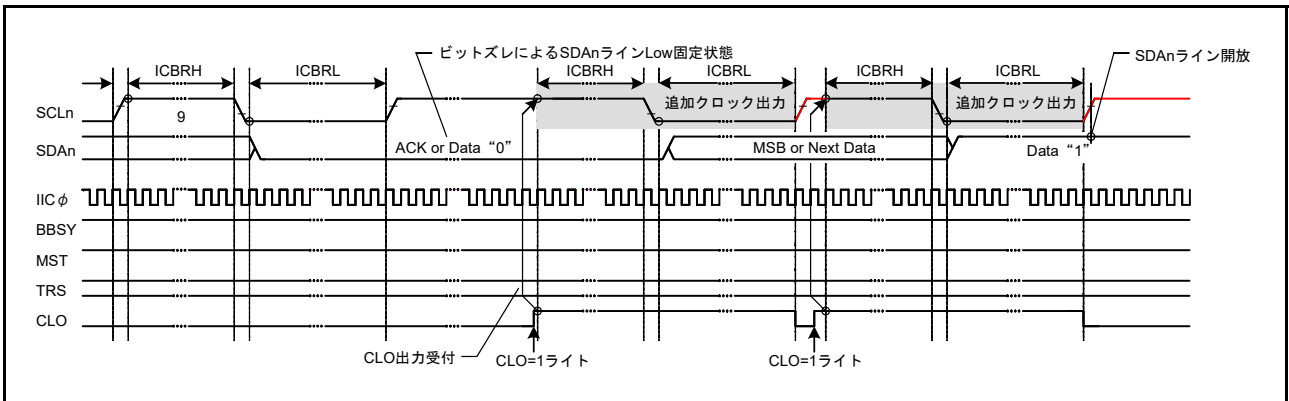 ビットズレによるSDAnラインLow固定状態
SDAnライン開放
ICBRH
ICBRL
ICBRH
ICBRL
ICBRH
ICBRL
SCLn
9
追加クロック出力
追加クロック出力
SDAn
ACK or Data “0”
MSB or Next Data
Data “1”
IICφ
BBSY
MST
TRS
CLO
CLO出力受付
CLO=1ライト
CLO=1ライト